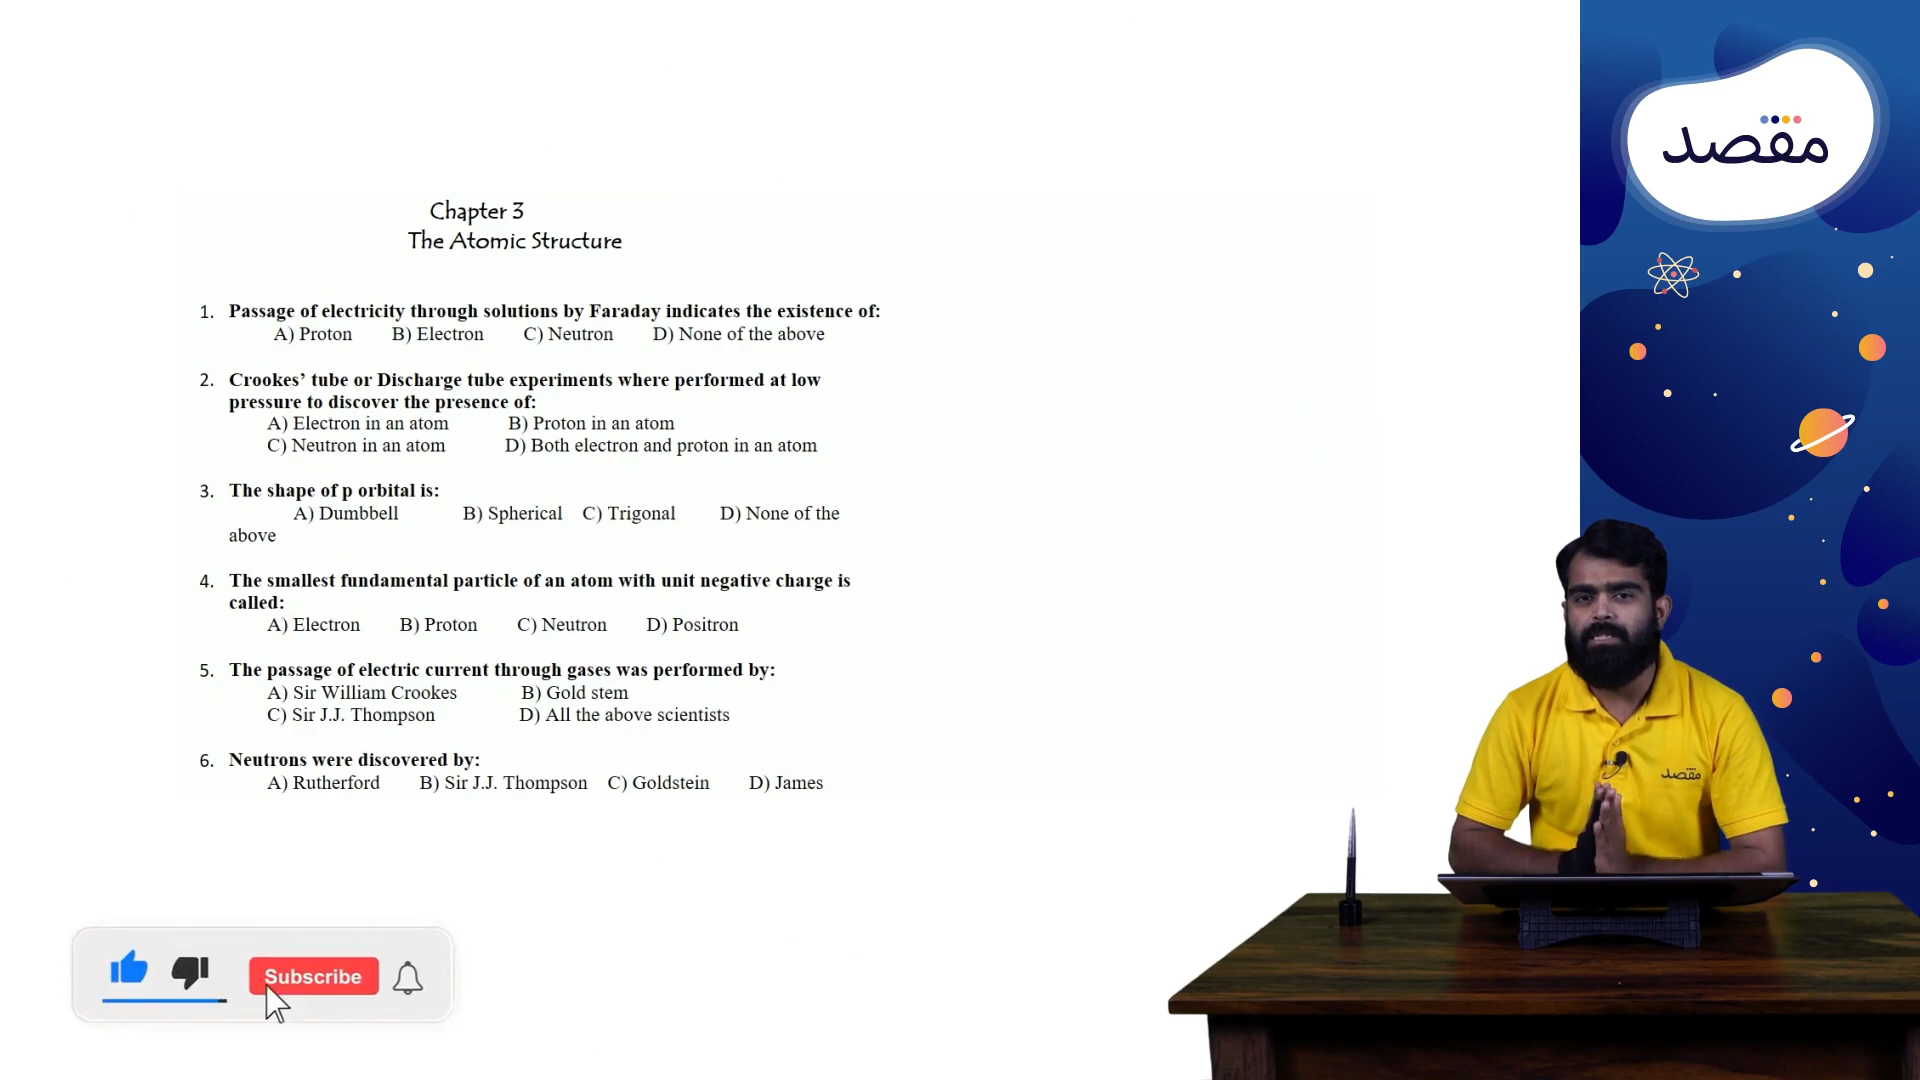 مقصد
Chapter 3
The Atomic Structure
1. Passage of electricity through solutions by Faraday indicates the existence of:
A) Proton B) Electron C) Neutron D) None of the above
2. Crookes’ tube or Discharge tube experiments where performed at low
pressure to discover the presence of:
A) Electron in an atom B) Proton in an atom
C) Neutron in an atom D) Both electron and proton in an atom
3. The shape of p orbital is:
A) Dumbbell B) Spherical C) Trigonal D) None of the
above
4. The smallest fundamental particle of an atom with unit negative charge is
called:
A) Electron B) Proton C) Neutron D) Positron
5. The passage of electric current through gases was performed by:
A) Sir William Crookes B) Gold stem
C) Sir J.J. Thompson D) All the above scientists
6. Neutrons were discovered by:
A) Rutherford B) Sir J.J. Thompson C) Goldstein D) James
مقصد
Subscribe